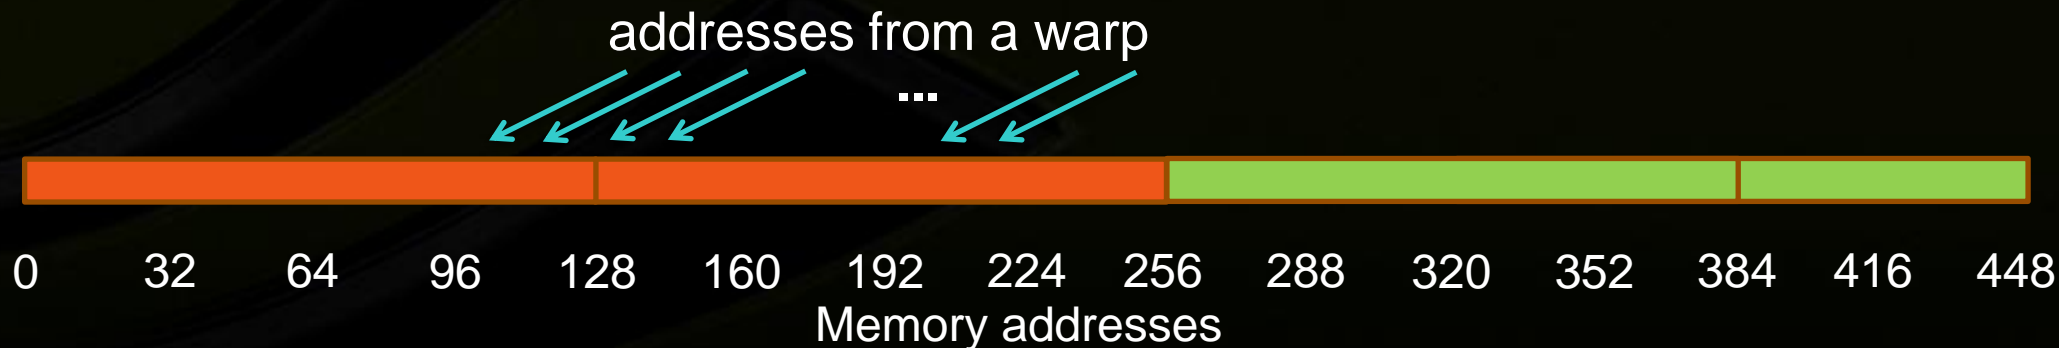 addresses from a warp
...
0 32 64 96 128 160 192 224 256 288 320 352 384 416 448
Memory addresses